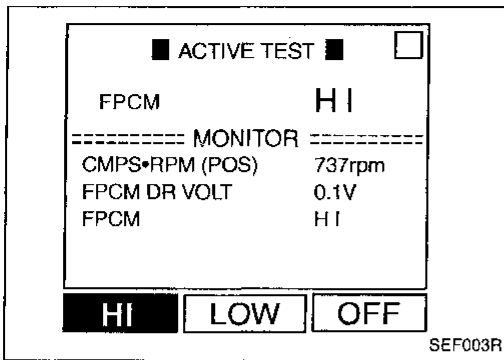 ■ ACTIVE TEST ■ □
FPCM HI
========== MONITOR ==========
CMPS•RPM (POS) 737rpm
FPCM DR VOLT 0.1V
FPCM HI
HI LOW OFF
SEF003R